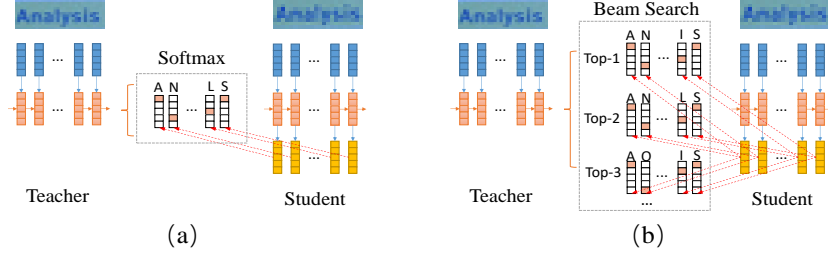 Analysis
Analysis
Softmax
A N ... L S
...
...
...
...
...
...
Teacher
Student
(a)
Analysis
Beam Search
Analysis
Top-1
A N ... I S
Top-2
A N ... L S
Top-3
A O ... I S
...
...
...
...
...
...
Teacher
Student
(b)